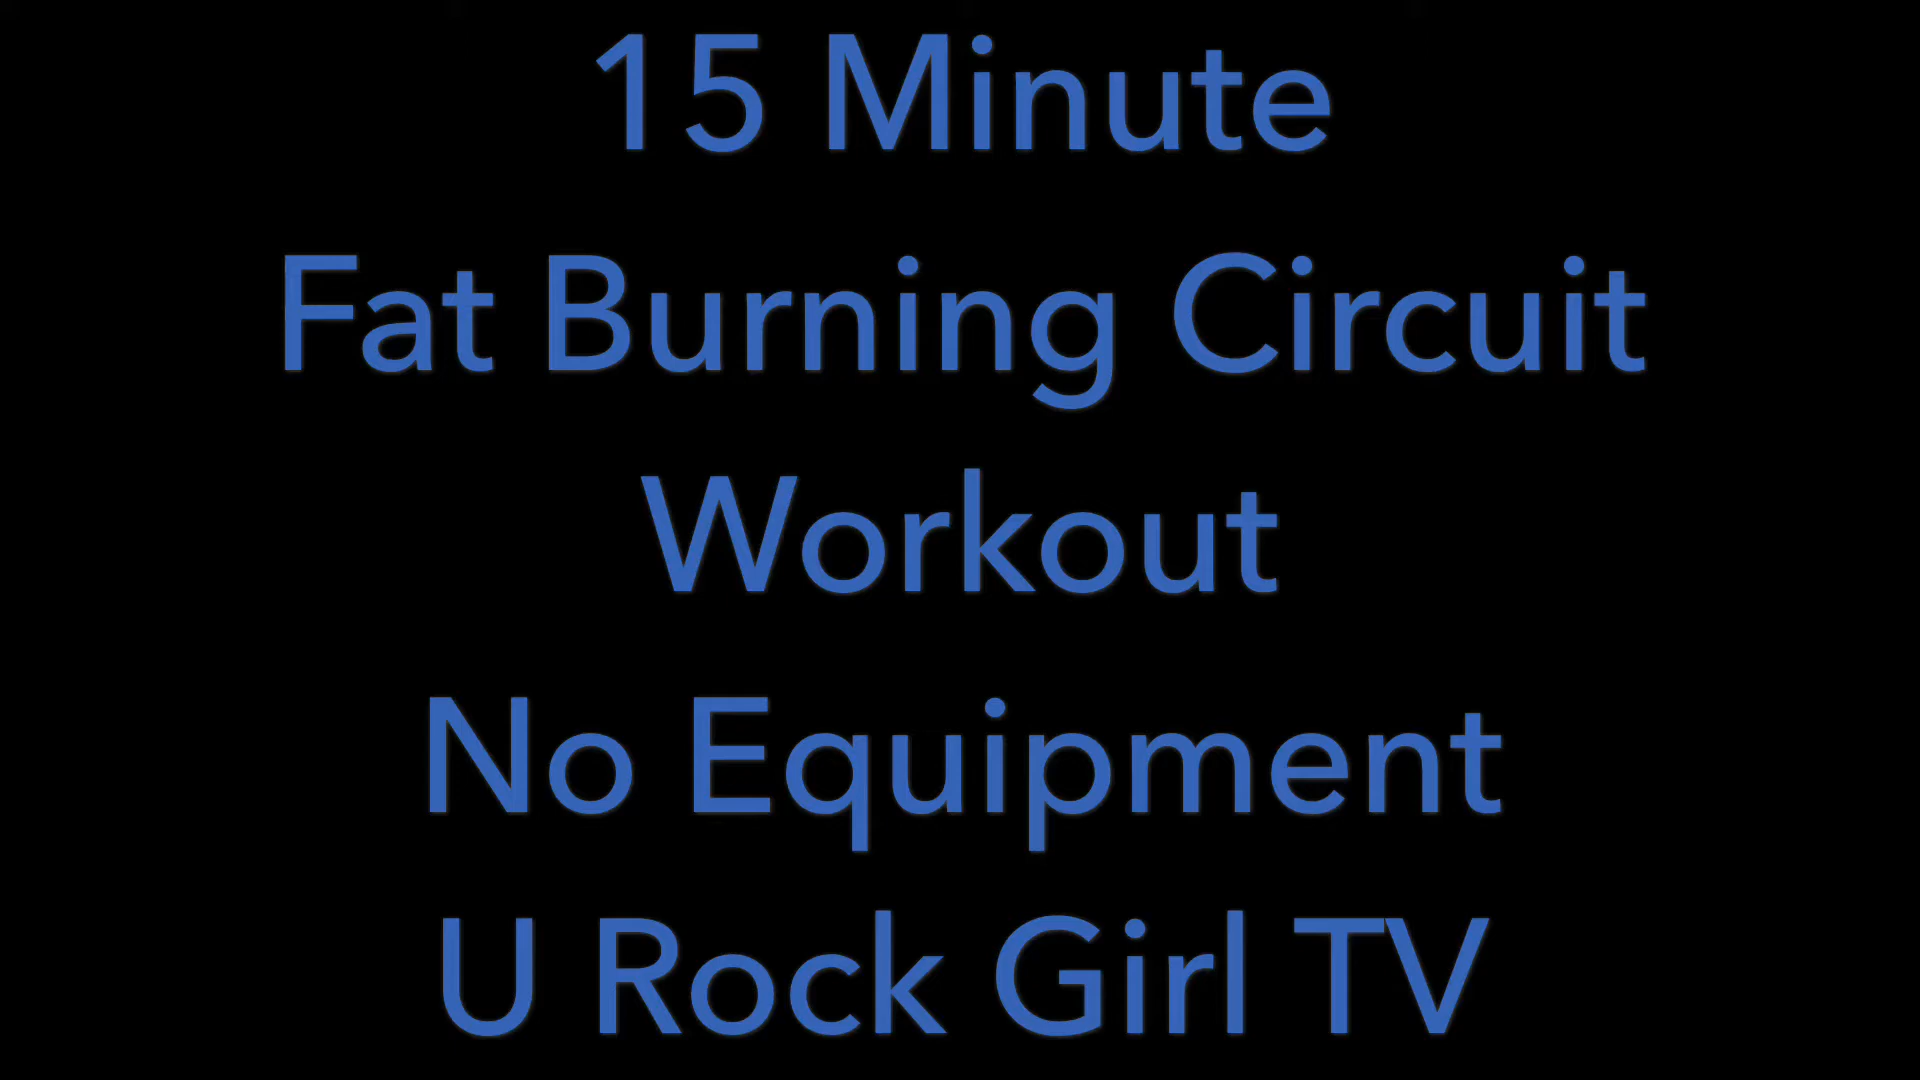 15 Minute
Fat Burning Circuit
Workout
No Equipment
U Rock Girl TV